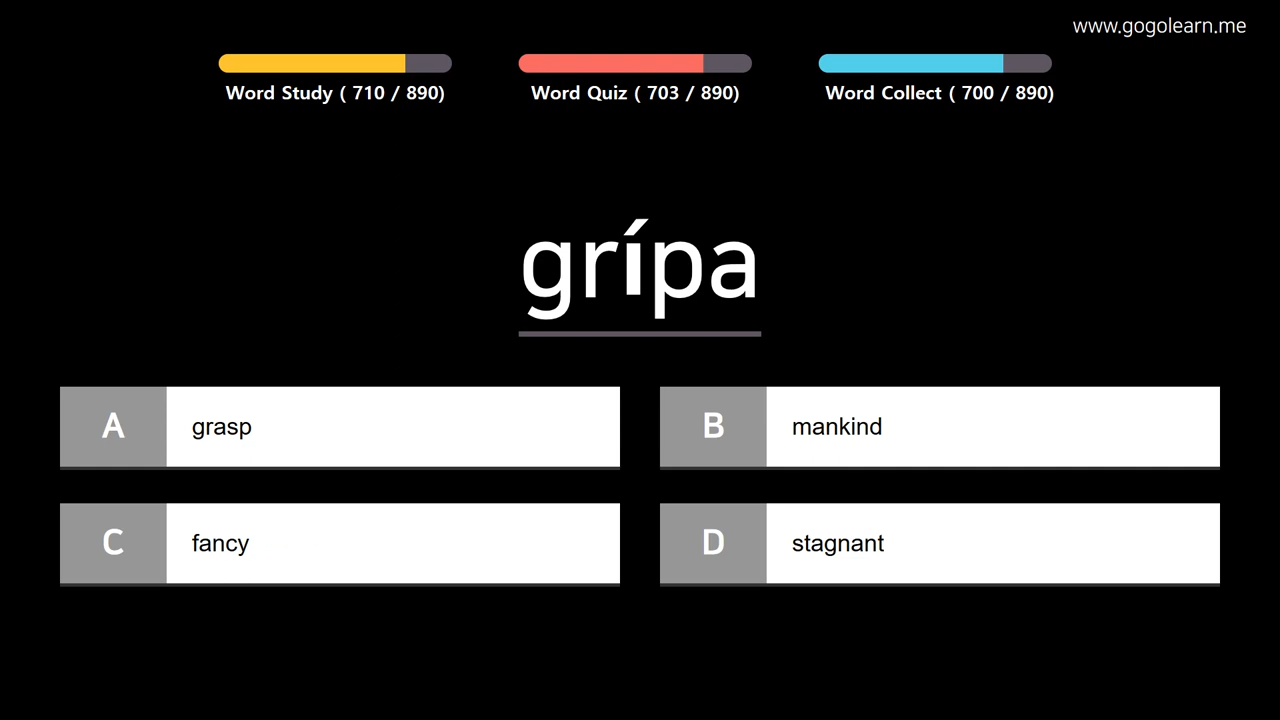 www.gogolearn.me
Word Study ( 710 / 890)
Word Quiz ( 703 / 890)
Word Collect ( 700 / 890)
grípa
A grasp
B mankind
C fancy
D stagnant